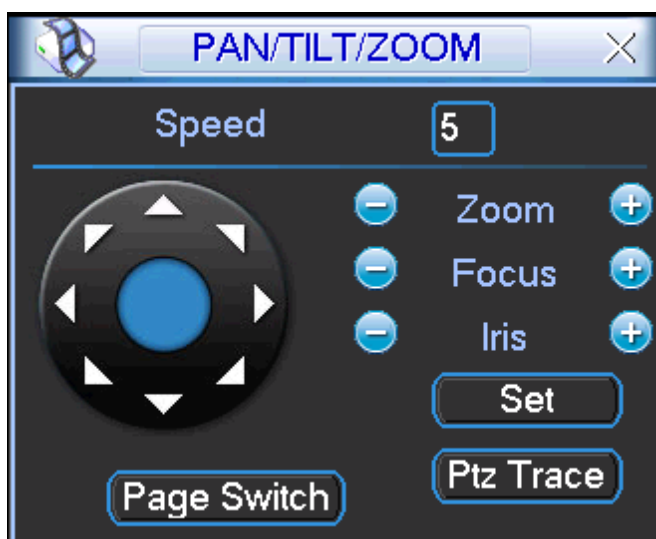 PAN/TILT/ZOOM
Speed 5
Zoom
Focus
Iris
Set
Ptz Trace
Page Switch